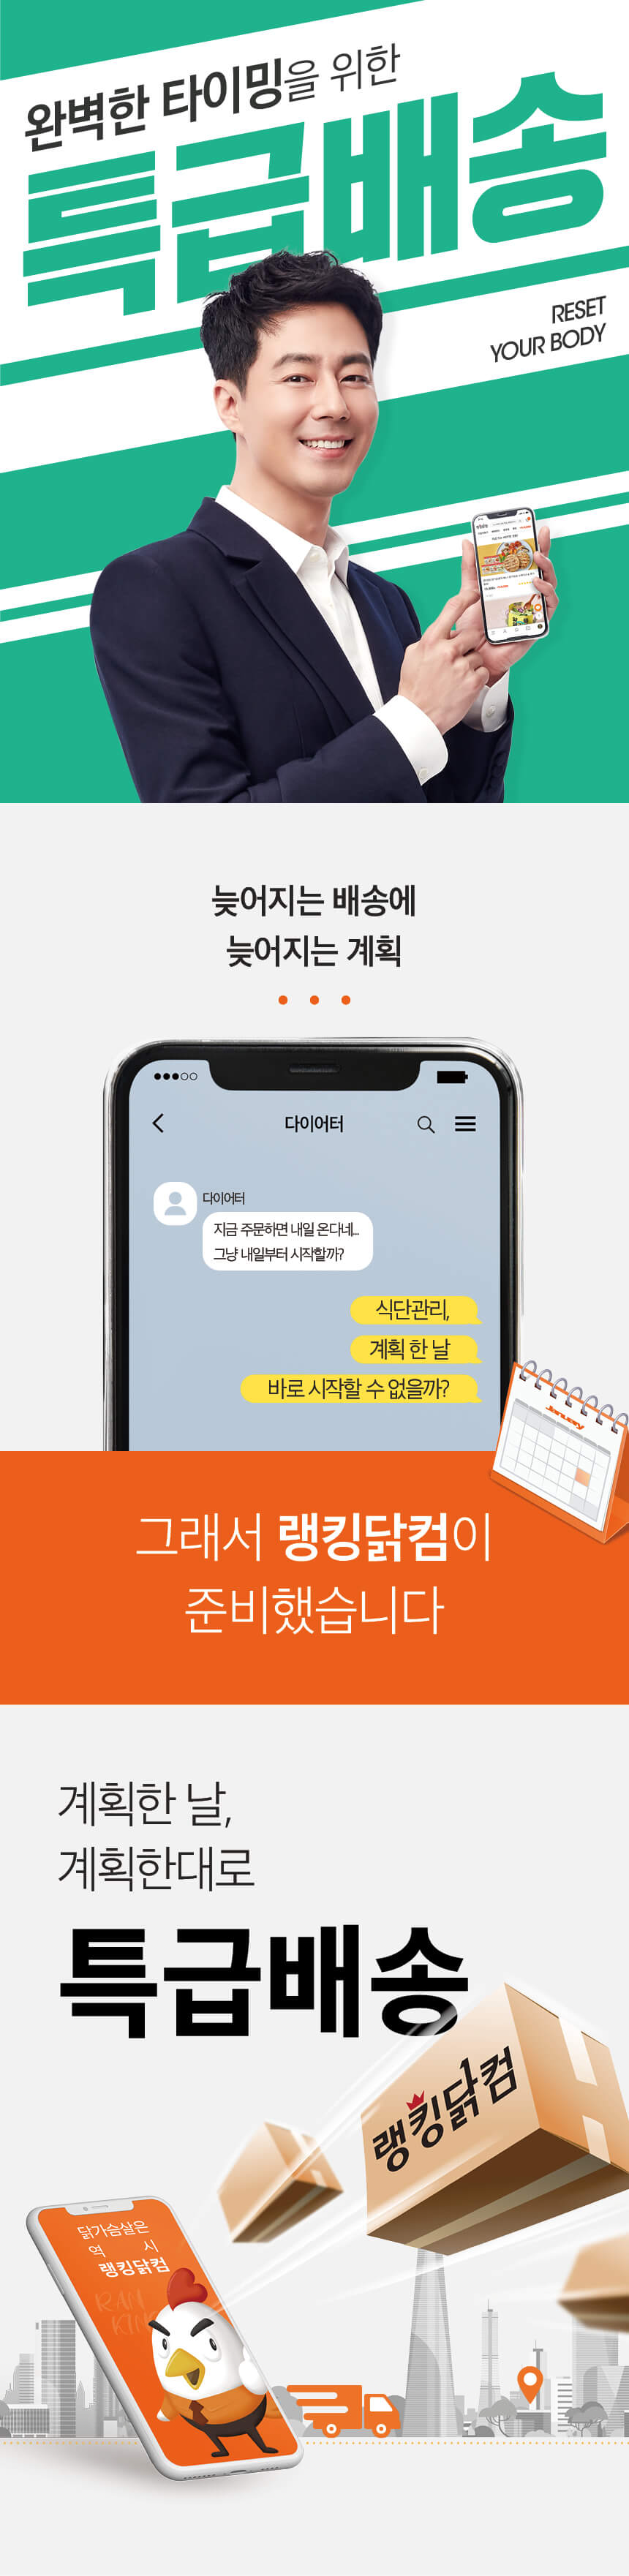 완벽한 타이밍을 위한
특급배송
RESET
YOUR BODY
늦어지는 배송에
늦어지는 계획
다이어터
다이어터
지금 주문하면 내일 온다네...
그냥 내일부터 시작할까?
식단관리,
계획 한 날
바로 시작할 수 없을까?
January
그래서 랭킹닭컴이
준비했습니다
계획한 날,
계획한대로
특급배송
랭킹닭컴
닭가슴살은
역 시
랭킹닭컴